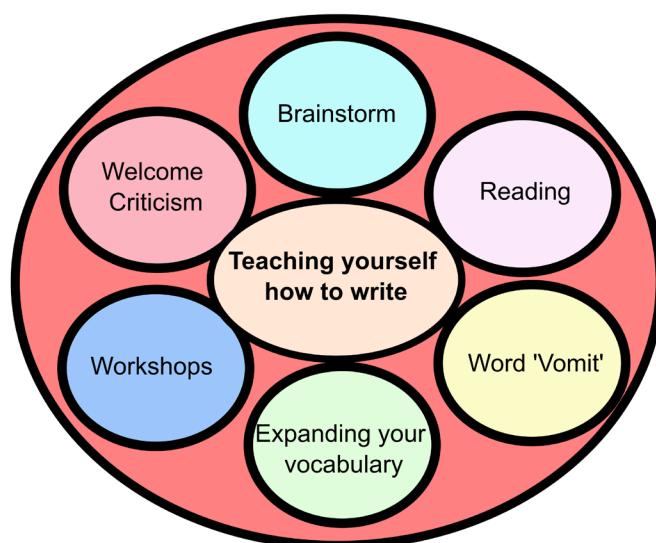 Brainstorm
Reading
Word 'Vomit'
Expanding your
vocabulary
Workshops
Welcome
Criticism
Teaching yourself
how to write